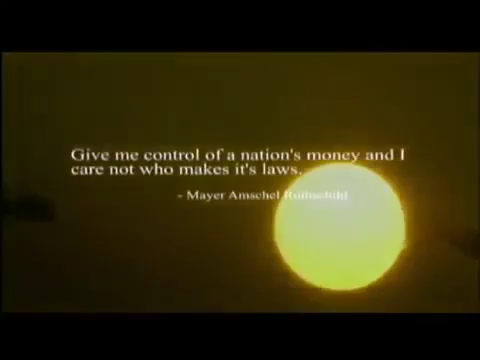 Give me control of a nation's money and I
care not who makes it's laws.
- Mayer Amschel Rothschild